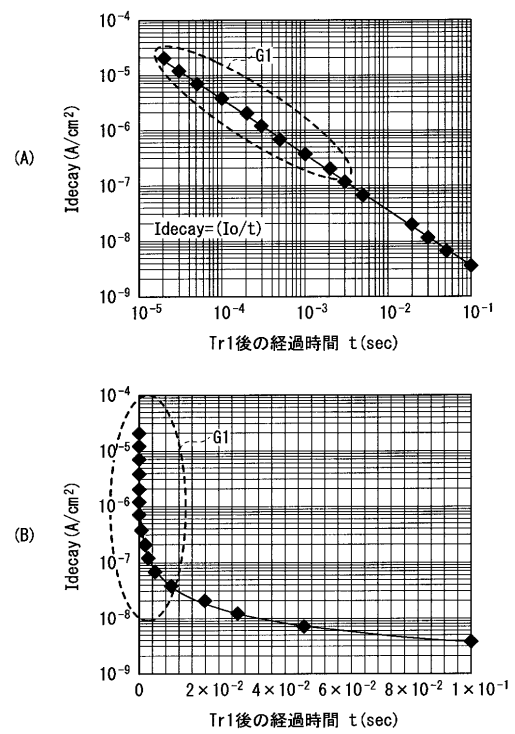 (A)
Idecay(A/cm²)
10⁻⁴
10⁻⁵
10⁻⁶
10⁻⁷
10⁻⁸
10⁻⁹
G1
Idecay=(Io/t)
10⁻⁵ 10⁻⁴ 10⁻³ 10⁻² 10⁻¹
Tr1後の経過時間 t(sec)
(B)
Idecay(A/cm²)
10⁻⁴
10⁻⁵
10⁻⁶
10⁻⁷
10⁻⁸
10⁻⁹
G1
0 2×10⁻² 4×10⁻² 6×10⁻² 8×10⁻² 1×10⁻¹
Tr1後の経過時間 t(sec)